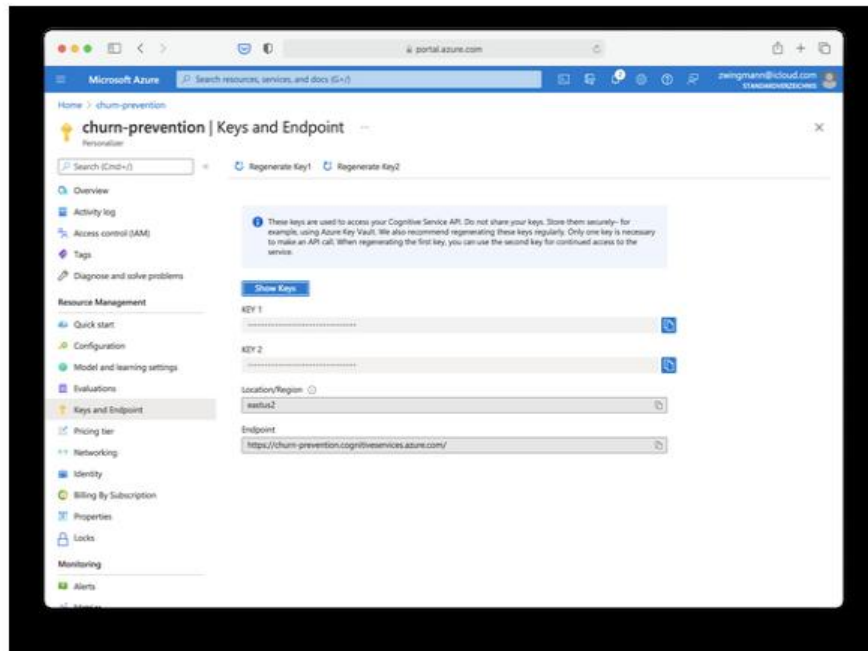 portal.azure.com
Microsoft Azure
Search resources, services, and docs (G+/)
2
zwingmann@icloud.com
STANDARDVERZEICHNIS
Home > churn-prevention
churn-prevention | Keys and Endpoint ...
Personalizer
Search (Cmd+/)
Regenerate Key1 Regenerate Key2
Overview
Activity log
Access control (IAM)
Tags
Diagnose and solve problems
Resource Management
Quick start
Configuration
Model and learning settings
Evaluations
Keys and Endpoint
Pricing tier
Networking
Identity
Billing By Subscription
Properties
Locks
Monitoring
Alerts
These keys are used to access your Cognitive Service API. Do not share your keys. Store them securely– for
example, using Azure Key Vault. We also recommend regenerating these keys regularly. Only one key is necessary
to make an API call. When regenerating the first key, you can use the second key for continued access to the
service.
Show Keys
KEY 1
KEY 2
Location/Region
eastus2
Endpoint
https://churn-prevention.cognitiveservices.azure.com/